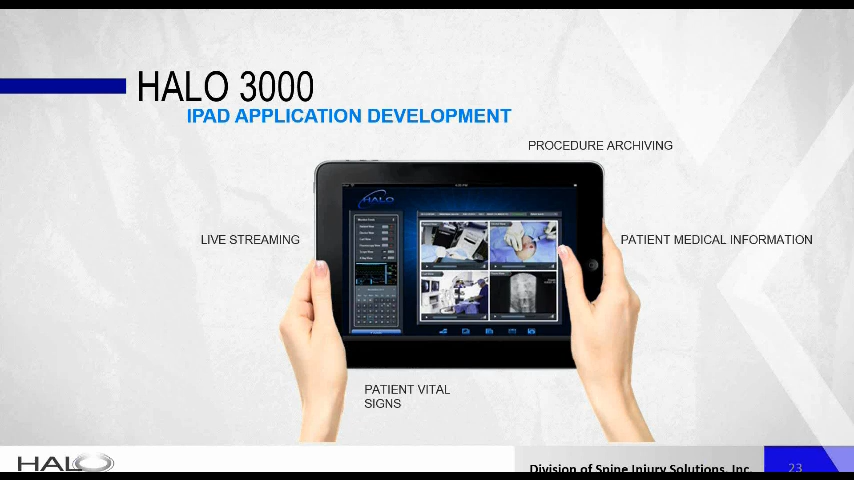 HALO 3000
IPAD APPLICATION DEVELOPMENT
PROCEDURE ARCHIVING
LIVE STREAMING
PATIENT MEDICAL INFORMATION
HALO
PATIENT VITAL
SIGNS
HALO
Division of Spine Injury Solutions, Inc.
23